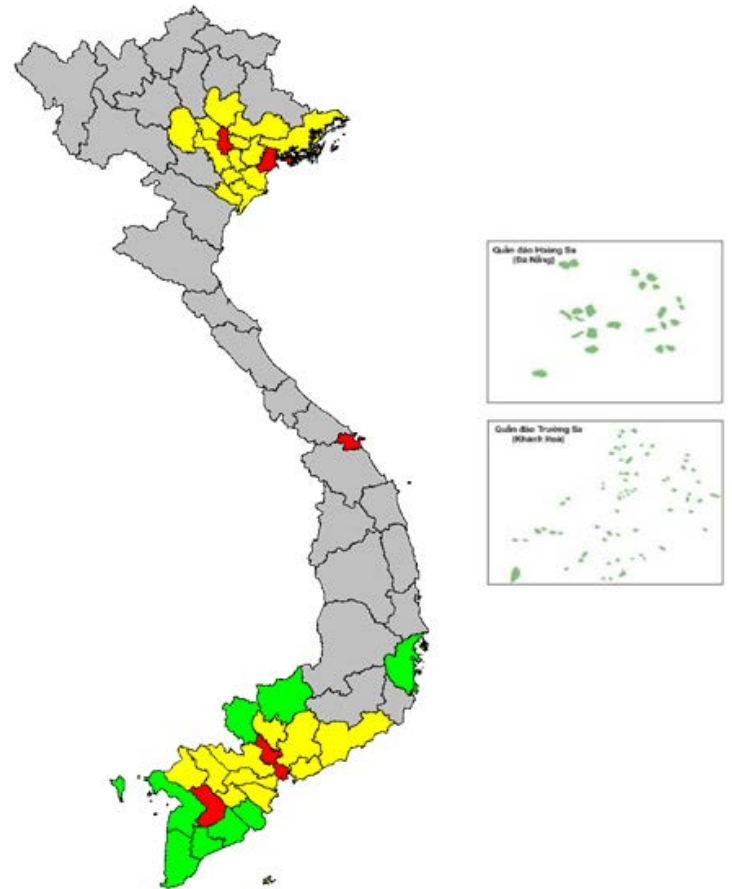 Quần đảo Hoàng Sa
(Đà Nẵng)
Quần đảo Trường Sa
(Khánh Hoà)